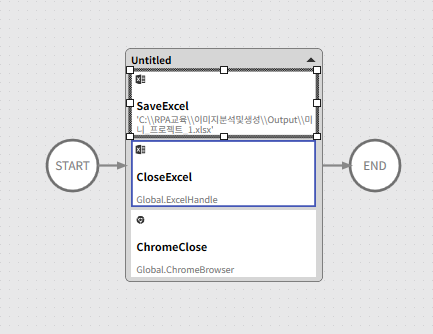 Untitled
SaveExcel
'C:\\RPA교육\\이미지분석및생성\\Output\\미
니_프로젝트_1.xlsx'
START
CloseExcel
Global.ExcelHandle
END
ChromeClose
Global.ChromeBrowser